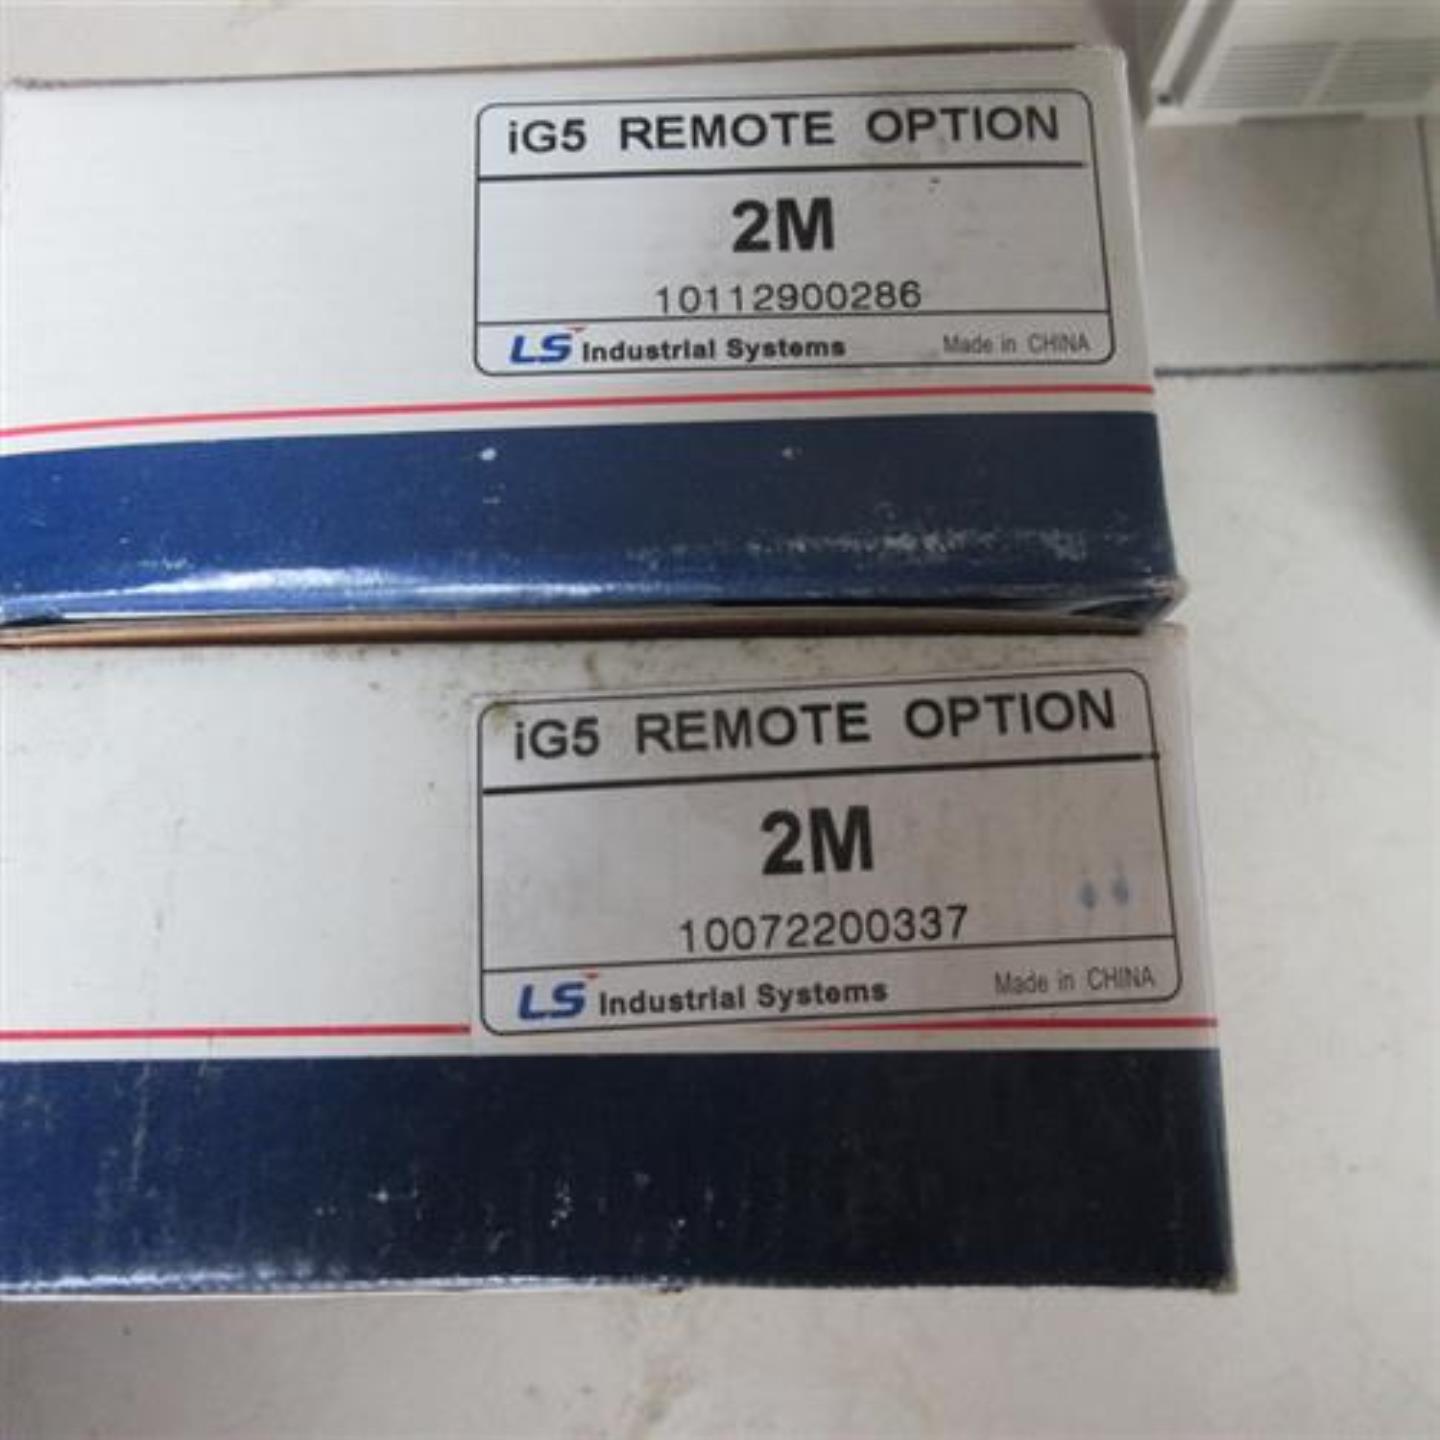 iG5 REMOTE OPTION
2M
10112900286
LS Industrial Systems Made in CHINA
iG5 REMOTE OPTION
2M
10072200337
LS Industrial Systems Made in CHINA